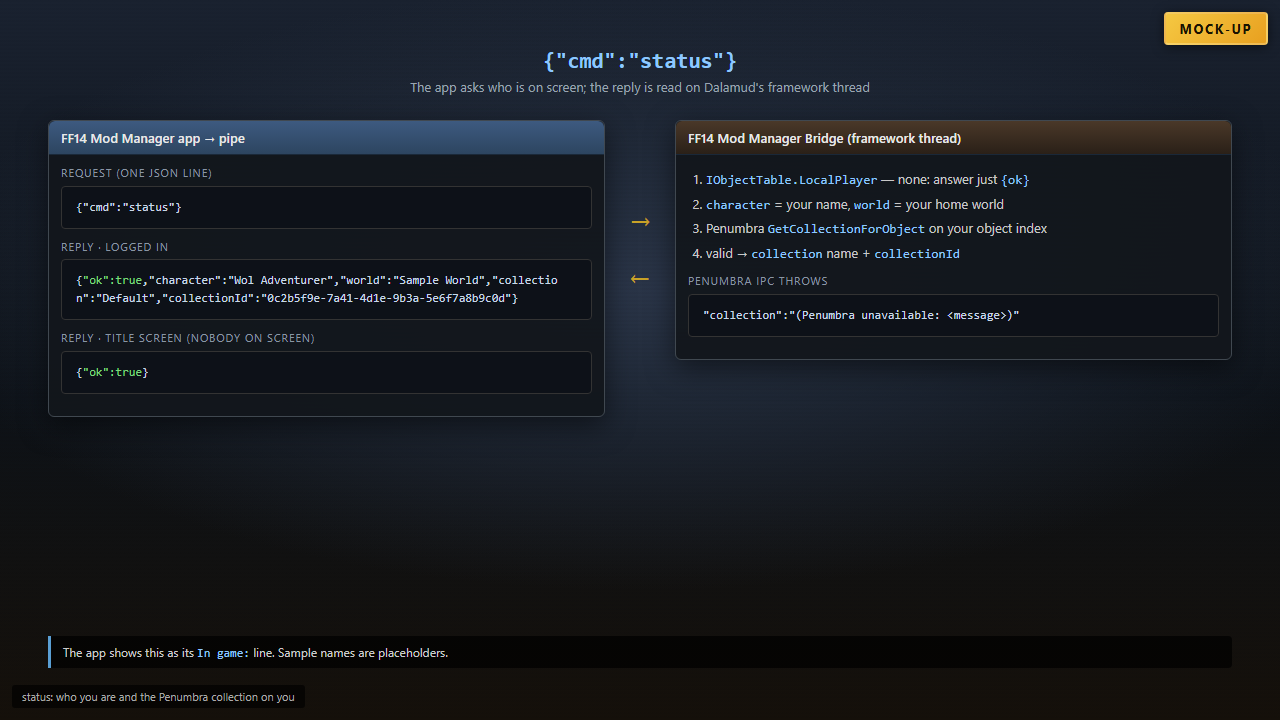 MOCK-UP
{"cmd":"status"}
The app asks who is on screen; the reply is read on Dalamud's framework thread
FF14 Mod Manager app → pipe
REQUEST (ONE JSON LINE)
{"cmd":"status"}
REPLY · LOGGED IN
{"ok":true,"character":"Wol Adventurer","world":"Sample World","collectio
n":"Default","collectionId":"0c2b5f9e-7a41-4d1e-9b3a-5e6f7a8b9c0d"}
REPLY · TITLE SCREEN (NOBODY ON SCREEN)
{"ok":true}
→
←
FF14 Mod Manager Bridge (framework thread)
1. IObjectTable.LocalPlayer — none: answer just {ok}
2. character = your name, world = your home world
3. Penumbra GetCollectionForObject on your object index
4. valid → collection name + collectionId
PENUMBRA IPC THROWS
"collection":"(Penumbra unavailable: <message>)"
The app shows this as its In game: line. Sample names are placeholders.
status: who you are and the Penumbra collection on you